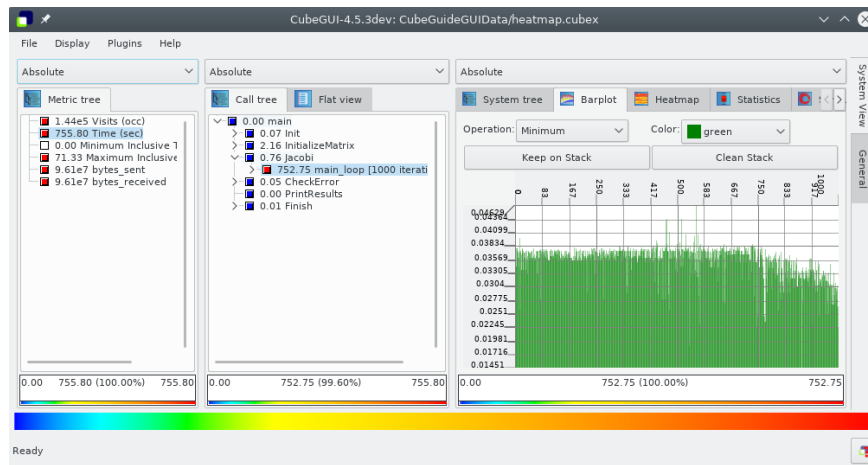 CubeGUI-4.5.3dev: CubeGuideGUIData/heatmap.cubex
File Display Plugins Help
Absolute
Absolute
Absolute
Metric tree
1.44e5 Visits (occ)
755.80 Time (sec)
0.00 Minimum Inclusive T
71.33 Maximum Inclusive
9.61e7 bytes_sent
9.61e7 bytes_received
0.00 755.80 (100.00%) 755.80
Call tree Flat view
0.00 main
0.07 Init
2.16 InitializeMatrix
0.76 Jacobi
752.75 main_loop [1000 iterati
0.05 CheckError
0.00 PrintResults
0.01 Finish
0.00 752.75 (99.60%) 755.80
System tree Barplot Heatmap Statistics
Operation: Minimum Color: green
Keep on Stack Clean Stack
0. 83 167 250. 333 417 500. 583 667 750. 833 917 1000.
0.04629
0.04364
0.04099
0.03834
0.03569
0.03305
0.0304
0.02775
0.0251
0.02245
0.01981
0.01716
0.01451
0.00 752.75 (100.00%) 752.75
System View
General
Ready